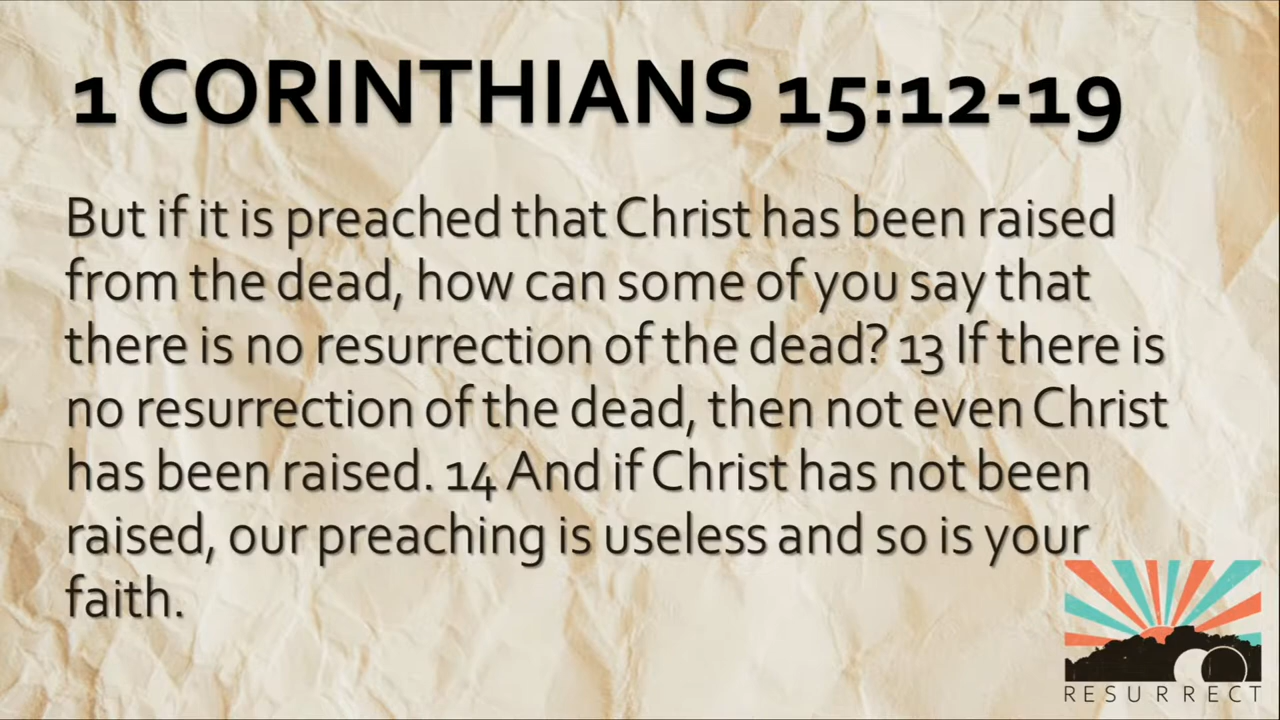 1 CORINTHIANS 15:12-19
But if it is preached that Christ has been raised
from the dead, how can some of you say that
there is no resurrection of the dead? 13 If there is
no resurrection of the dead, then not even Christ
has been raised. 14 And if Christ has not been
raised, our preaching is useless and so is your
faith.
RESURRECT